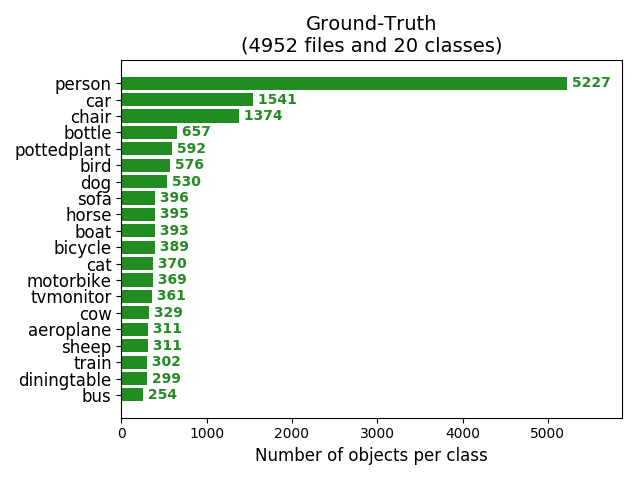 Ground-Truth
(4952 files and 20 classes)
person 5227
car 1541
chair 1374
bottle 657
pottedplant 592
bird 576
dog 530
sofa 396
horse 395
boat 393
bicycle 389
cat 370
motorbike 369
tvmonitor 361
cow 329
aeroplane 311
sheep 311
train 302
diningtable 299
bus 254
0 1000 2000 3000 4000 5000
Number of objects per class